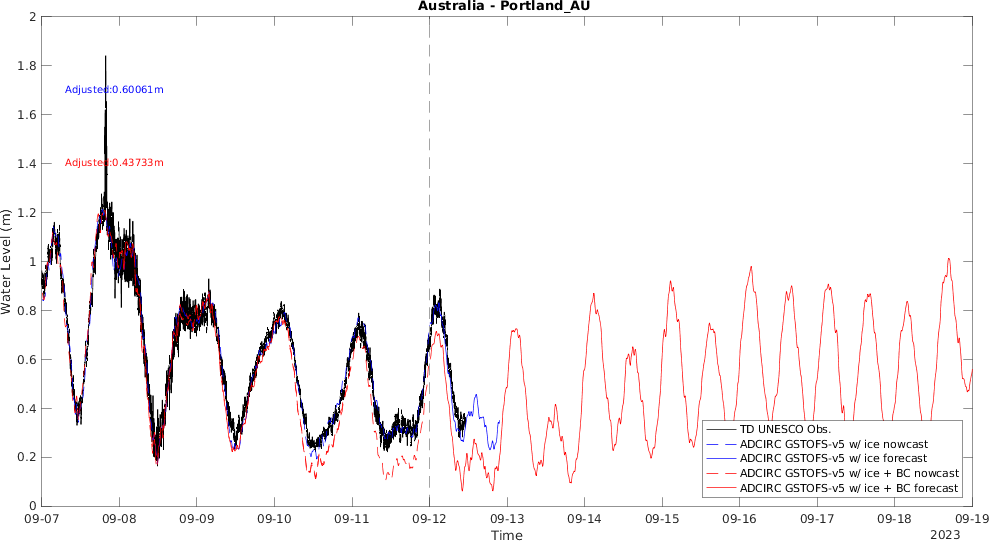 Australia - Portland_AU
2
1.8
1.6
1.4
1.2
1
0.8
0.6
0.4
0.2
0
Water Level (m)
Adjusted:0.60061m
Adjusted:0.43733m
TD UNESCO Obs.
ADCIRC GSTOFS-v5 w/ ice nowcast
ADCIRC GSTOFS-v5 w/ ice forecast
ADCIRC GSTOFS-v5 w/ ice + BC nowcast
ADCIRC GSTOFS-v5 w/ ice + BC forecast
09-07 09-08 09-09 09-10 09-11 09-12 09-13 09-14 09-15 09-16 09-17 09-18 09-19
Time
2023